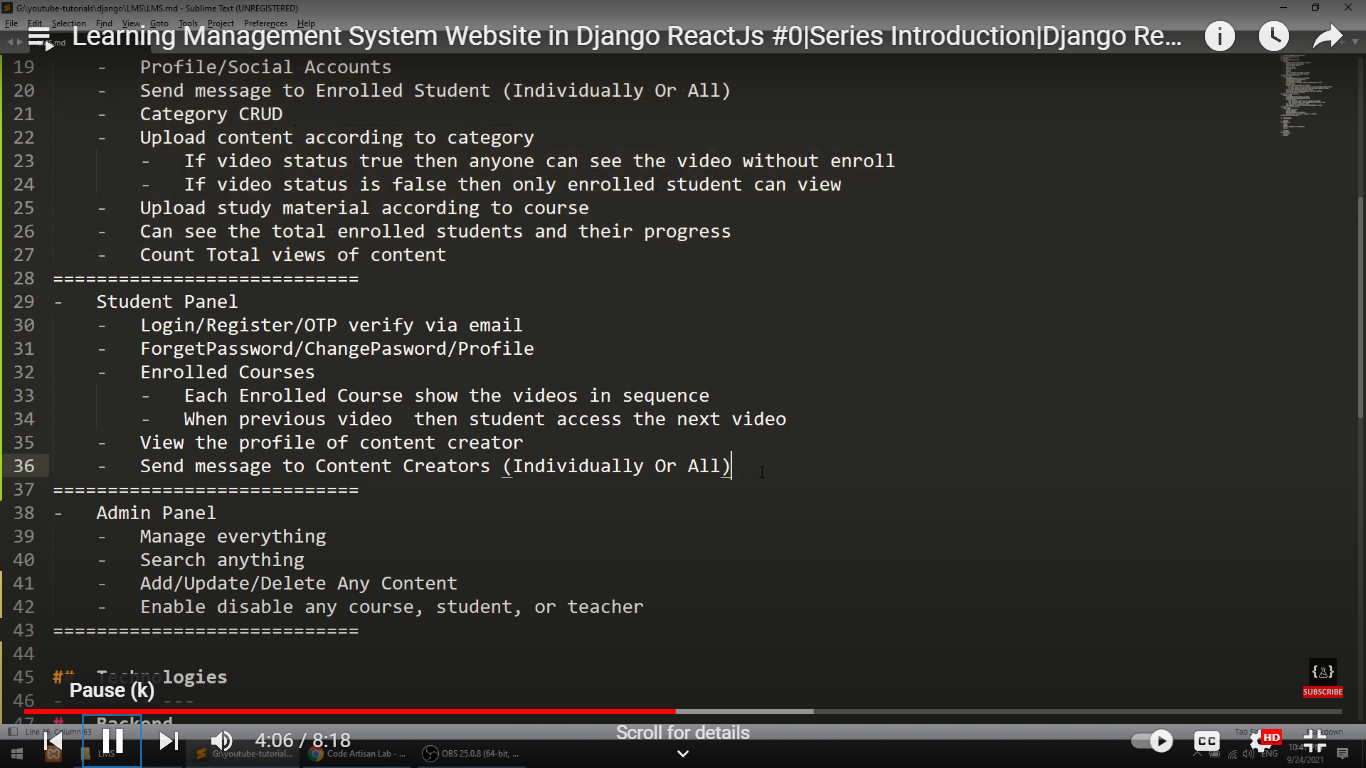 G:\youtube-tutorials\django\LMS\LMS.md - Sublime Text (UNREGISTERED)
File Edit Selection Find View Goto Tools Project Preferences Help
Learning Management System Website in Django ReactJs #0|Series Introduction|Django Re...
19 - Profile/Social Accounts
20 - Send message to Enrolled Student (Individually Or All)
21 - Category CRUD
22 - Upload content according to category
23 - If video status true then anyone can see the video without enroll
24 - If video status is false then only enrolled student can view
25 - Upload study material according to course
26 - Can see the total enrolled students and their progress
27 - Count Total views of content
28 ============================
29 - Student Panel
30 - Login/Register/OTP verify via email
31 - ForgetPassword/ChangePasword/Profile
32 - Enrolled Courses
33 - Each Enrolled Course show the videos in sequence
34 - When previous video  then student access the next video
35 - View the profile of content creator
36 - Send message to Content Creators (Individually Or All)
37 ============================
38 - Admin Panel
39 - Manage everything
40 - Search anything
41 - Add/Update/Delete Any Content
42 - Enable disable any course, student, or teacher
43 ============================
44
45 ## Technologies
46
Pause (k)
SUBSCRIBE
47 # Backend
Scroll for details
4:06 / 8:18
CC
HD
LMS
G:\youtube-tutorial...
Code Artisan Lab - ...
OBS 25.0.8 (64-bit, ...
ENG
9/24/2021